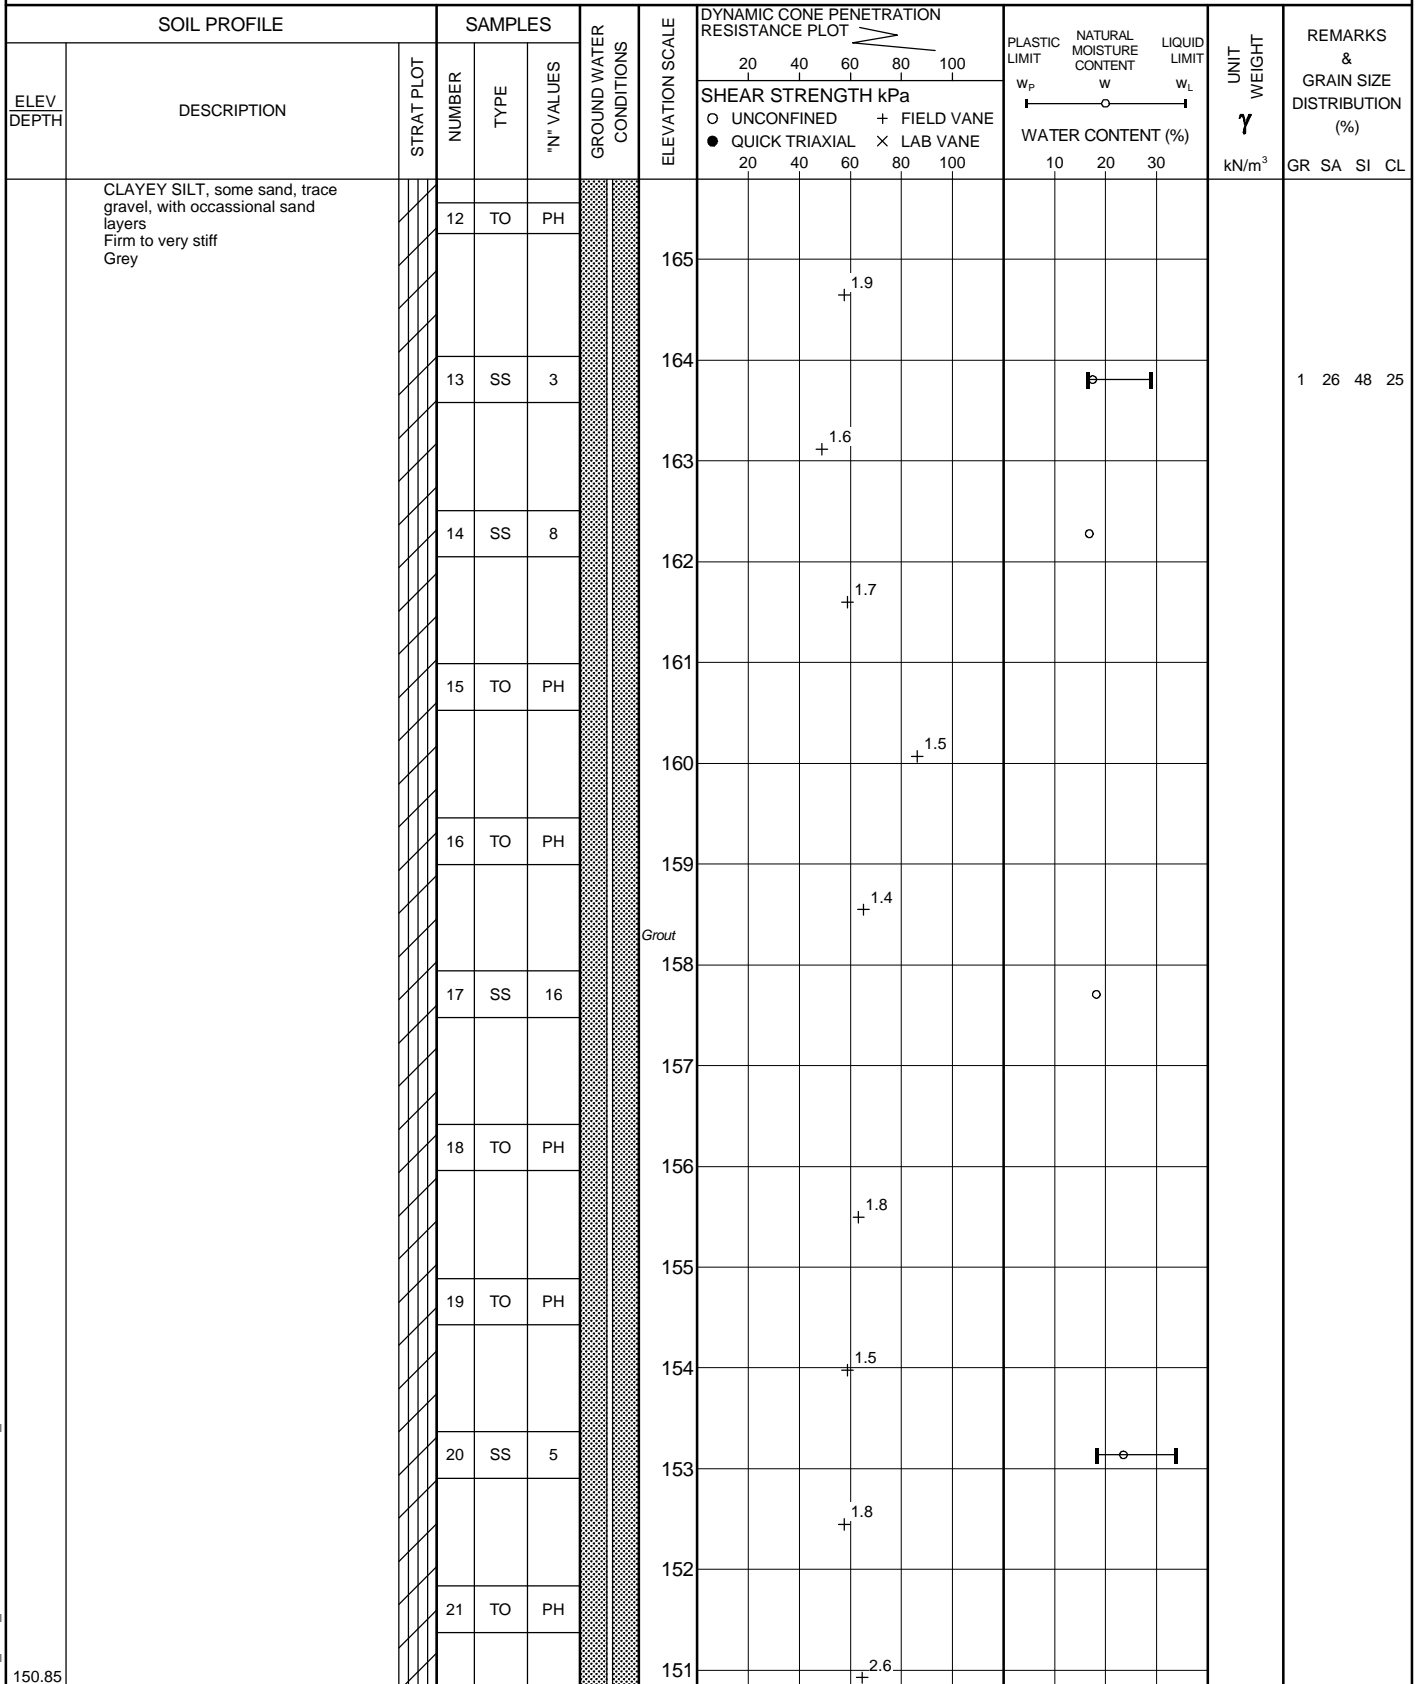 SOIL PROFILE
SAMPLES
GROUND WATER
CONDITIONS
ELEVATION SCALE
DYNAMIC CONE PENETRATION
RESISTANCE PLOT
20 40 60 80 100
SHEAR STRENGTH kPa
○ UNCONFINED + FIELD VANE
● QUICK TRIAXIAL × LAB VANE
20 40 60 80 100
PLASTIC
LIMIT
NATURAL
MOISTURE
CONTENT
LIQUID
LIMIT
WP W WL
WATER CONTENT (%)
10 20 30
UNIT
WEIGHT
γ
kN/m³
REMARKS
&
GRAIN SIZE
DISTRIBUTION
(%)
GR SA SI CL
ELEV
DEPTH
DESCRIPTION
STRAT PLOT
NUMBER
TYPE
"N" VALUES
CLAYEY SILT, some sand, trace
gravel, with occassional sand
layers
Firm to very stiff
Grey
12 TO PH
165
1.9
164
13 SS 3
1 26 48 25
1.6
163
14 SS 8
162
1.7
161
15 TO PH
1.5
160
16 TO PH
159
1.4
Grout
158
17 SS 16
157
18 TO PH
156
1.8
155
19 TO PH
1.5
154
20 SS 5
153
1.8
152
21 TO PH
2.6
151
150.85